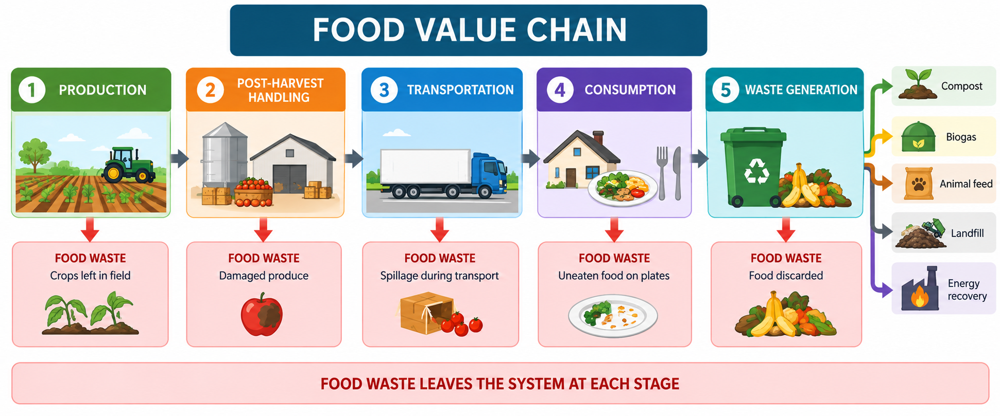 FOOD VALUE CHAIN
1 PRODUCTION
2 POST-HARVEST
HANDLING
3 TRANSPORTATION
4 CONSUMPTION
5 WASTE GENERATION
Compost
Biogas
Animal feed
Landfill
Energy
recovery
FOOD WASTE
Crops left in field
FOOD WASTE
Damaged produce
FOOD WASTE
Spillage during transport
FOOD WASTE
Uneaten food on plates
FOOD WASTE
Food discarded
FOOD WASTE LEAVES THE SYSTEM AT EACH STAGE